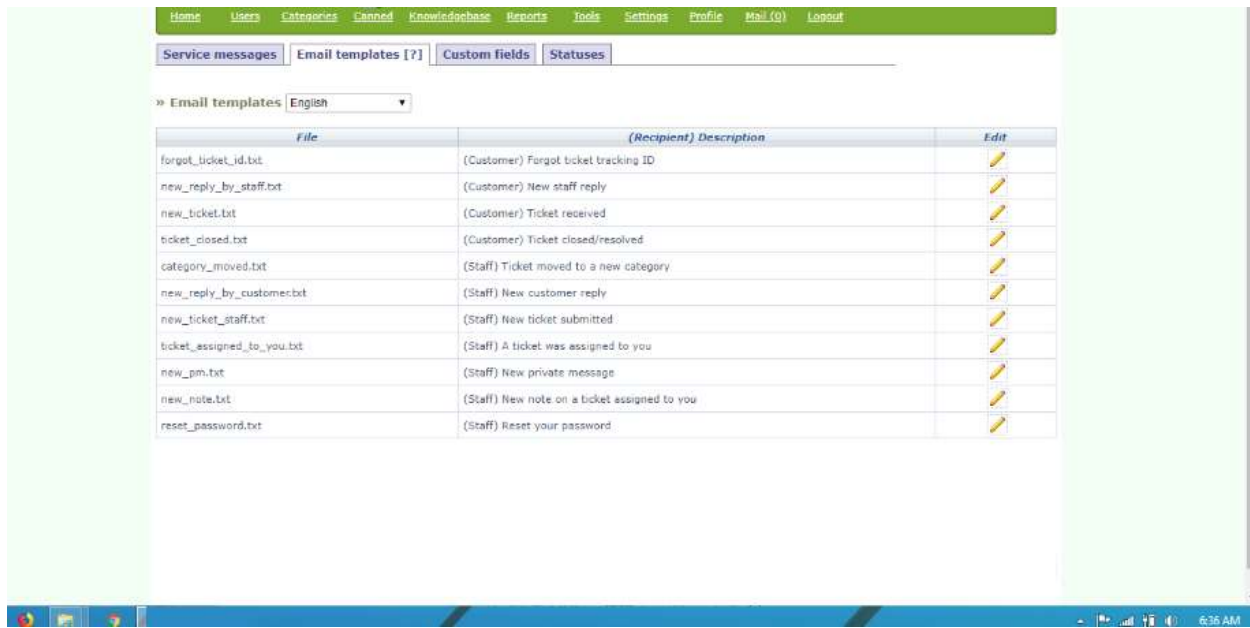 Home Users Categories Canned Knowledgebase Reports Tools Settings Profile Mail (0) Logout
Service messages Email templates [?] Custom fields Statuses
» Email templates English
File (Recipient) Description Edit
forgot_ticket_id.txt (Customer) Forgot ticket tracking ID
new_reply_by_staff.txt (Customer) New staff reply
new_ticket.txt (Customer) Ticket received
ticket_closed.txt (Customer) Ticket closed/resolved
category_moved.txt (Staff) Ticket moved to a new category
new_reply_by_customer.txt (Staff) New customer reply
new_ticket_staff.txt (Staff) New ticket submitted
ticket_assigned_to_you.txt (Staff) A ticket was assigned to you
new_pm.txt (Staff) New private message
new_note.txt (Staff) New note on a ticket assigned to you
reset_password.txt (Staff) Reset your password
6:36 AM